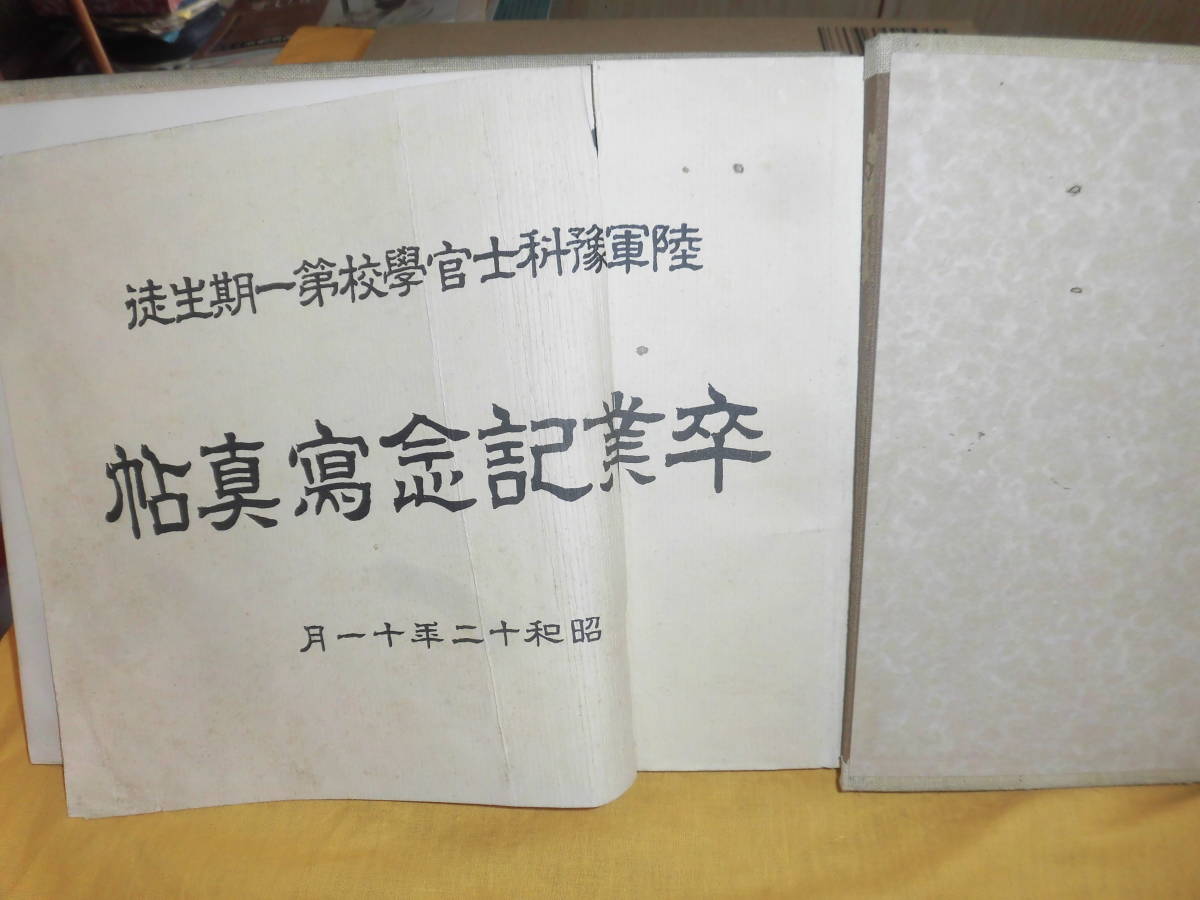 陸軍豫科士官學校第一期生徒
卒業記念寫真帖
昭和十二年十一月